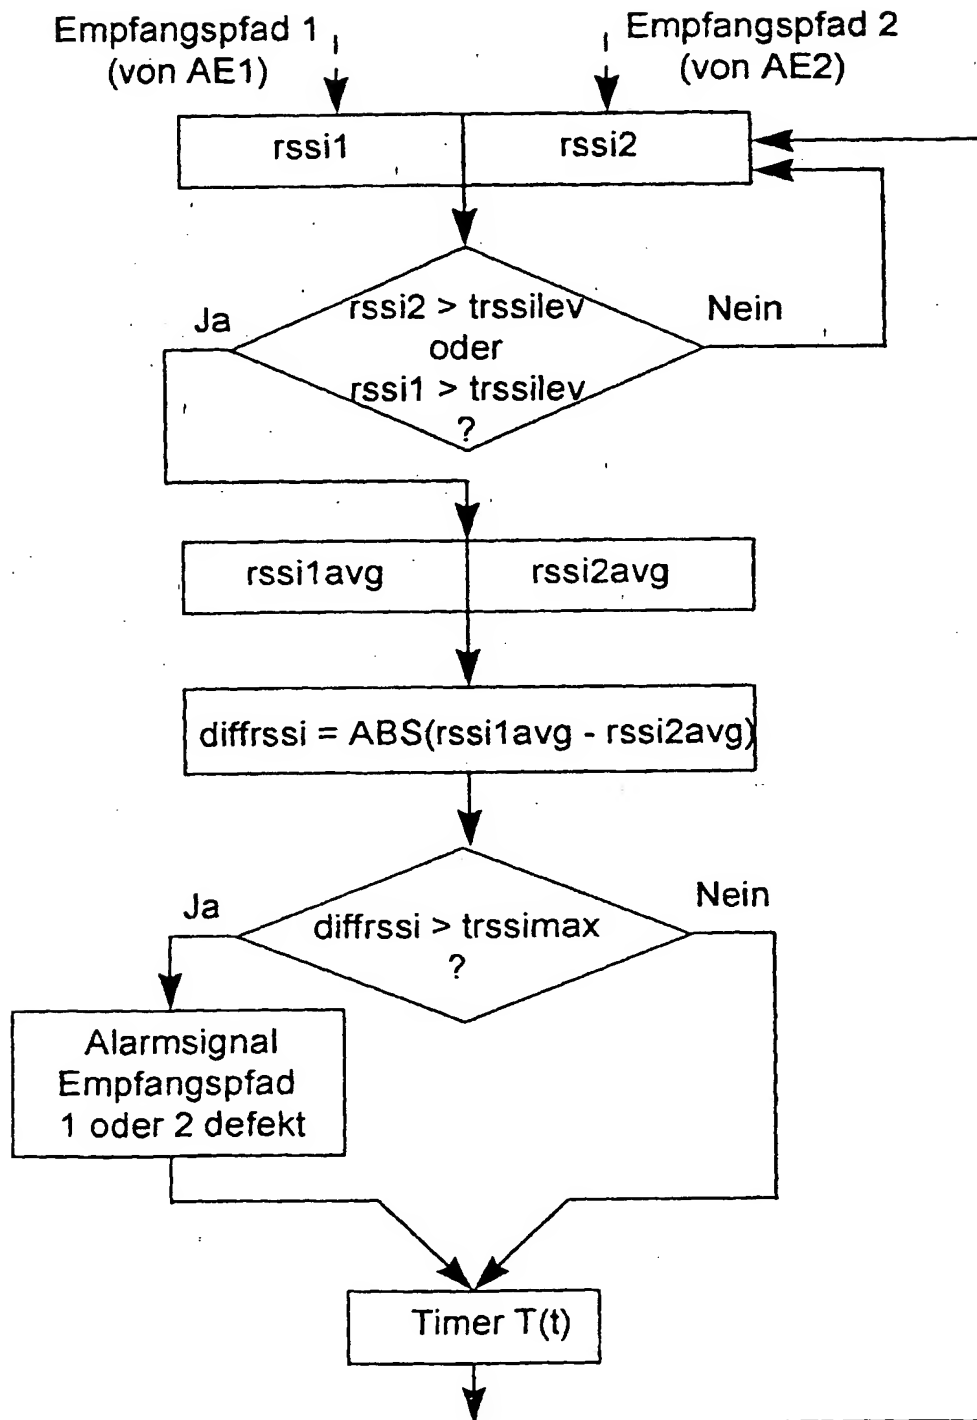 Empfangspfad 1
(von AE1)
Empfangspfad 2
(von AE2)
rssi1
rssi2
rssi2 > trssilev
oder
rssi1 > trssilev
?
Ja
Nein
rssi1avg
rssi2avg
diffrssi = ABS(rssi1avg - rssi2avg)
diffrssi > trssimax
?
Ja
Nein
Alarmsignal
Empfangspfad
1 oder 2 defekt
Timer T(t)